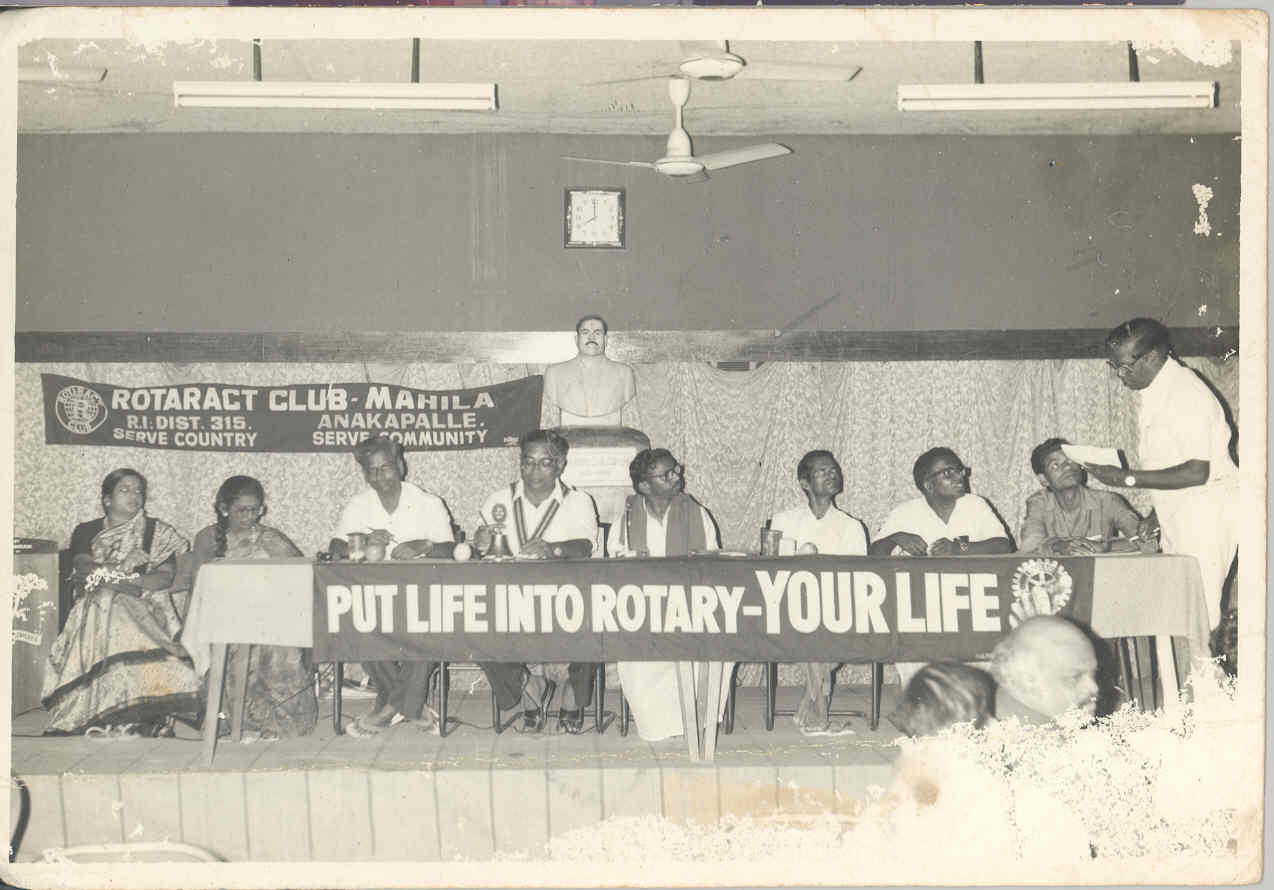 ROTARACT CLUB - MAHILA
R.I: DIST. 315. ANAKAPALLE.
SERVE COUNTRY SERVE COMMUNITY
PUT LIFE INTO ROTARY-YOUR LIFE